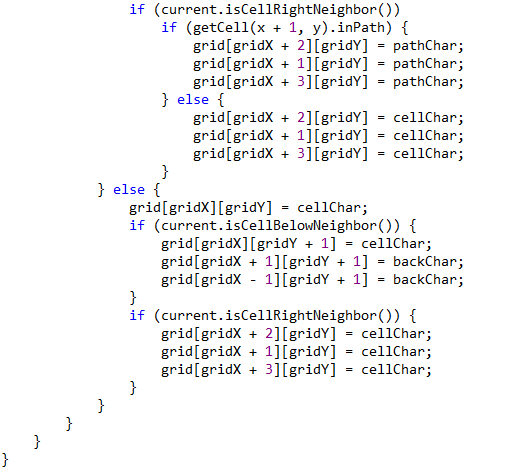 if (current.isCellRightNeighbor())
                    if (getCell(x + 1, y).inPath) {
                        grid[gridX + 2][gridY] = pathChar;
                        grid[gridX + 1][gridY] = pathChar;
                        grid[gridX + 3][gridY] = pathChar;
                    } else {
                        grid[gridX + 2][gridY] = cellChar;
                        grid[gridX + 1][gridY] = cellChar;
                        grid[gridX + 3][gridY] = cellChar;
                    }
            } else {
                grid[gridX][gridY] = cellChar;
                if (current.isCellBelowNeighbor()) {
                    grid[gridX][gridY + 1] = cellChar;
                    grid[gridX + 1][gridY + 1] = backChar;
                    grid[gridX - 1][gridY + 1] = backChar;
                }
                if (current.isCellRightNeighbor()) {
                    grid[gridX + 2][gridY] = cellChar;
                    grid[gridX + 1][gridY] = cellChar;
                    grid[gridX + 3][gridY] = cellChar;
                }
            }
        }
    }
}